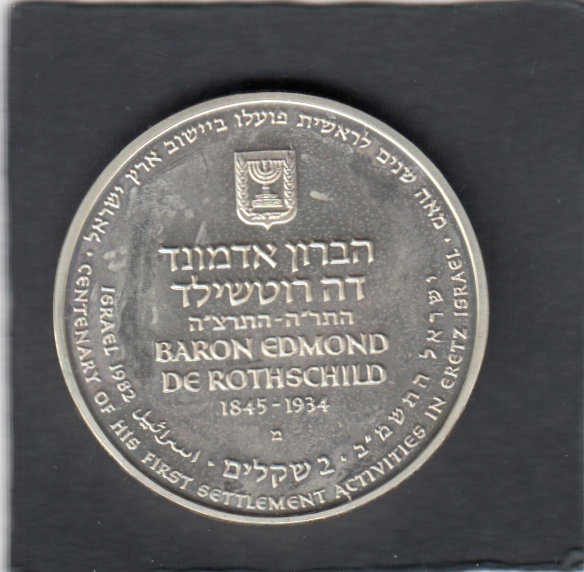 מאה שנים לראשית פועלו ביישוב ארץ ישראל
· CENTENARY OF HIS FIRST SETTLEMENT ACTIVITIES IN ERETZ ISRAEL ·
הברון אדמונד
דה רוטשילד
התר"ה-התרצ"ה
BARON EDMOND
DE ROTHSCHILD
1845-1934
מ
ישראל התשמ"ב · 2 שקלים ·
اسرائيل
ISRAEL 1982